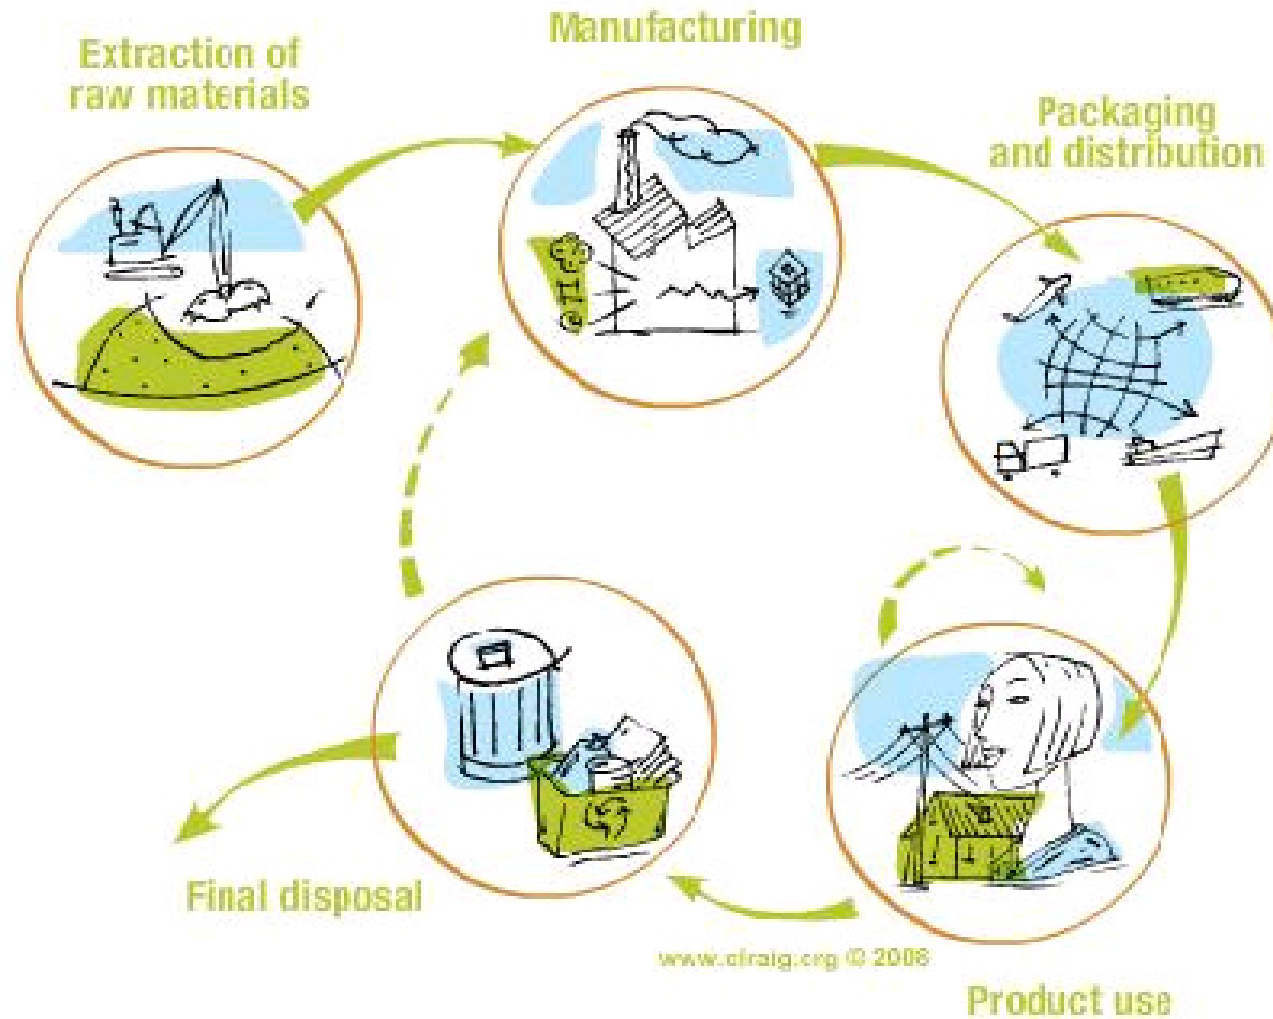 Extraction of
raw materials
Manufacturing
Packaging
and distribution
Final disposal
www.ciraig.org © 2008
Product use